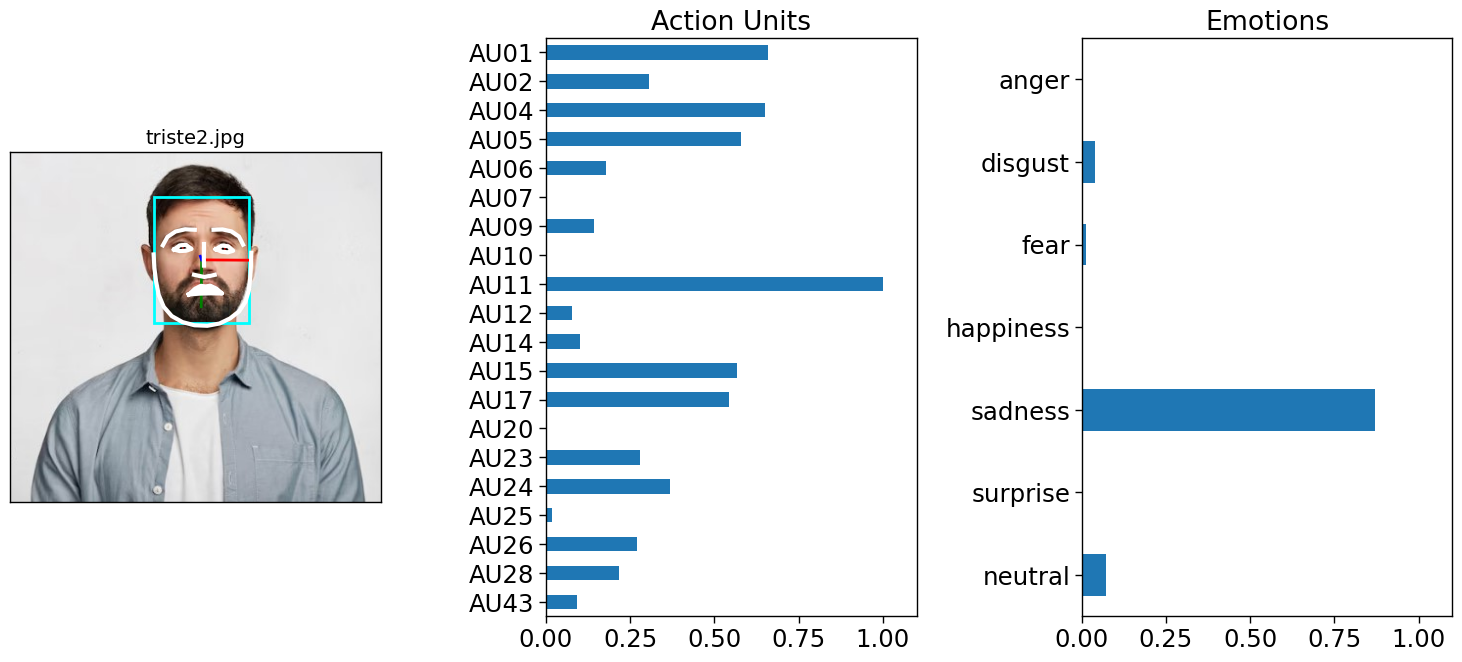 triste2.jpg
Action Units
AU01
AU02
AU04
AU05
AU06
AU07
AU09
AU10
AU11
AU12
AU14
AU15
AU17
AU20
AU23
AU24
AU25
AU26
AU28
AU43
0.00 0.25 0.50 0.75 1.00
Emotions
anger
disgust
fear
happiness
sadness
surprise
neutral
0.00 0.25 0.50 0.75 1.00